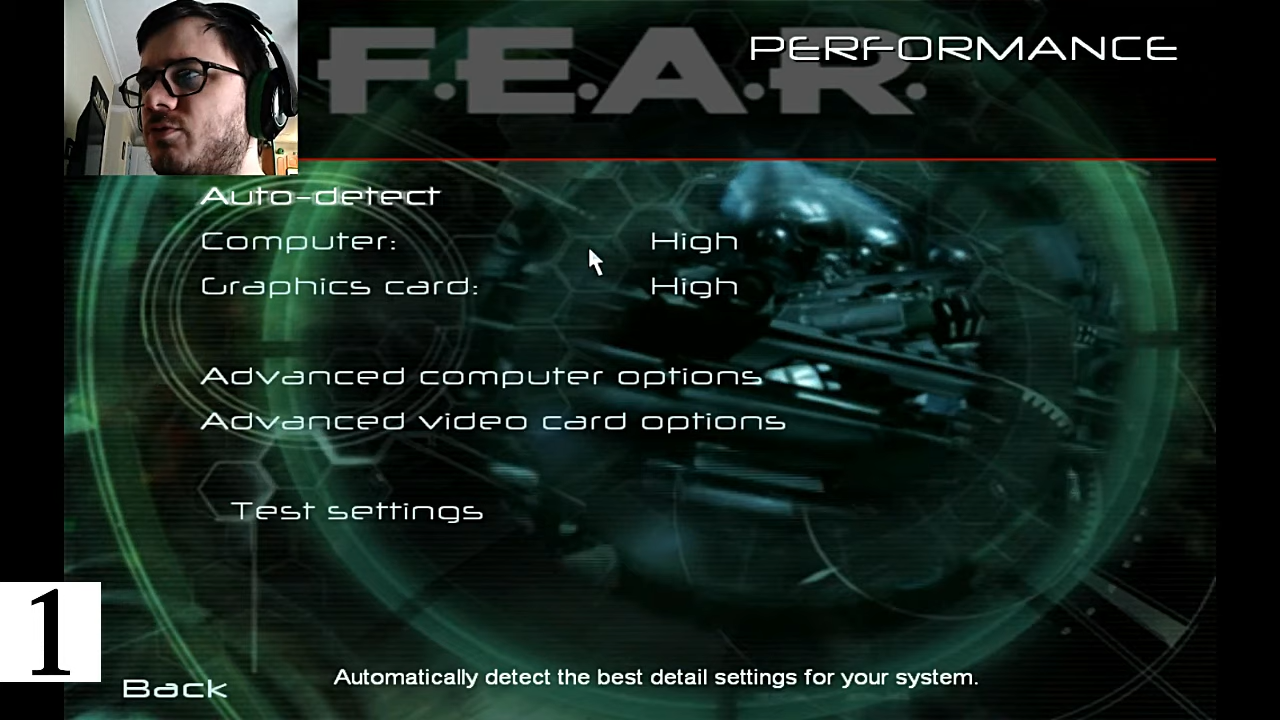 F.E.A.R.
PERFORMANCE
Auto-detect
Computer: High
Graphics card: High
Advanced computer options
Advanced video card options
Test settings
1
Back
Automatically detect the best detail settings for your system.